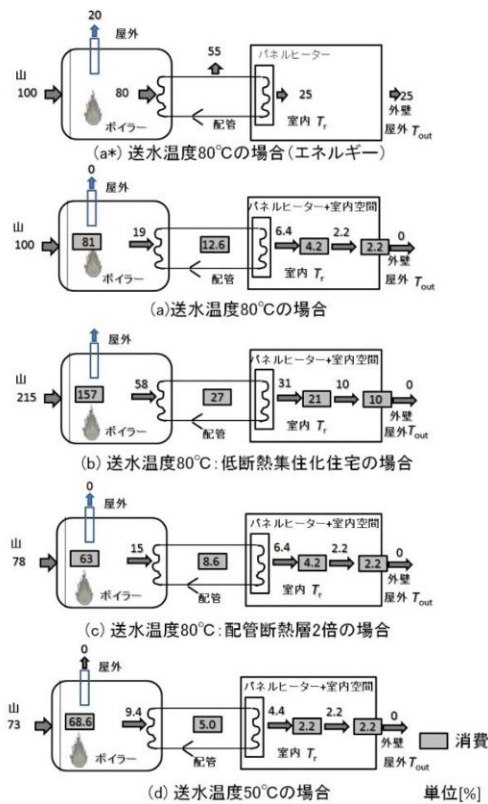 20
屋外
55
パネルヒーター
山
100
80
25
25
ボイラー
配管
室内 Tr
外壁
屋外 Tout
(a*) 送水温度80℃の場合(エネルギー)
0
屋外
パネルヒーター+室内空間
山
100
81
19
12.6
6.4
4.2
2.2
2.2
0
ボイラー
配管
室内 Tr
外壁
屋外 Tout
(a)送水温度80℃の場合
0
屋外
パネルヒーター+室内空間
山
215
157
58
27
31
21
10
10
0
ボイラー
配管
室内 Tr
外壁
屋外Tout
(b) 送水温度80℃:低断熱集住化住宅の場合
0
屋外
パネルヒーター+室内空間
山
78
63
15
8.6
6.4
4.2
2.2
2.2
0
ボイラー
配管
室内 Tr
外壁
屋外 Tout
(c) 送水温度80℃:配管断熱層2倍の場合
0
屋外
パネルヒーター+室内空間
山
73
68.6
9.4
5.0
4.4
2.2
2.2
2.2
0
ボイラー
配管
室内 Tr
外壁
屋外 Tout
消費
(d) 送水温度50℃の場合
単位[%]